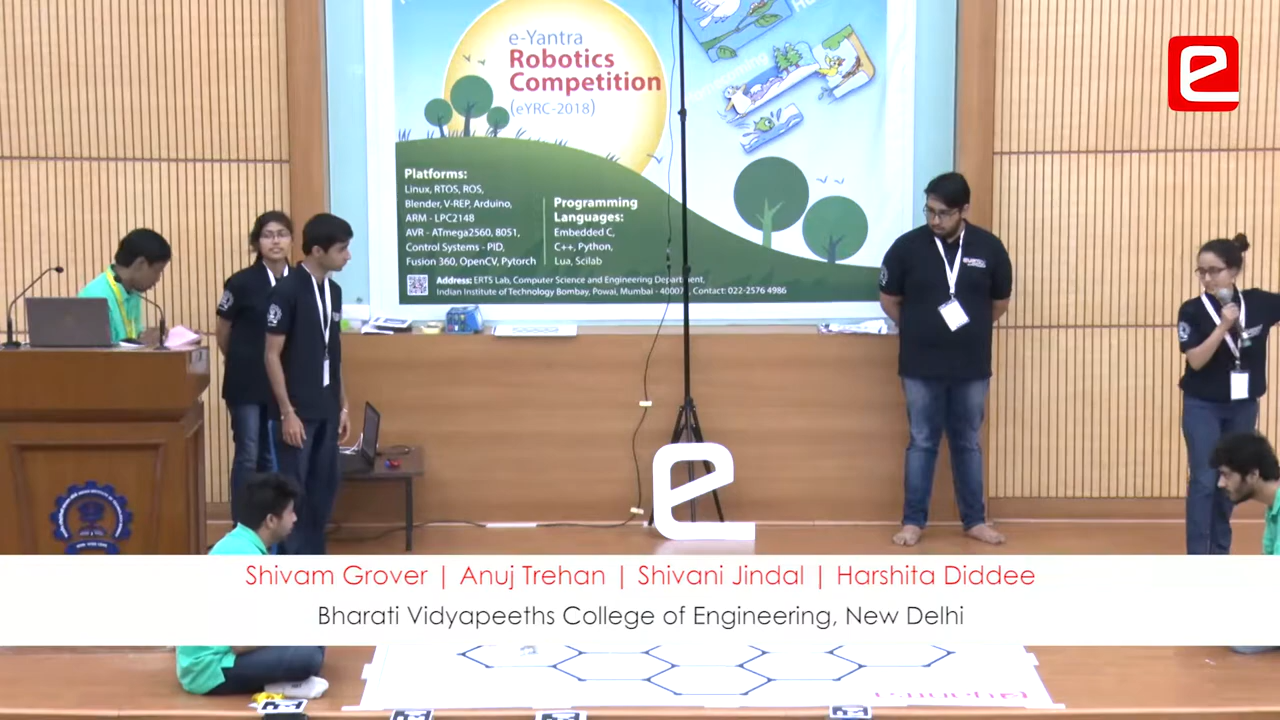 e-Yantra
Robotics
Competition
(eYRC-2018)
Platforms:
Linux, RTOS, ROS,
Blender, V-REP, Arduino,
ARM - LPC2148
AVR - ATmega2560, 8051,
Control Systems - PID,
Fusion 360, OpenCV, Pytorch
Programming
Languages:
Embedded C,
C++, Python,
Lua, Scilab
Address: ERTS Lab, Computer Science and Engineering Department,
Indian Institute of Technology Bombay, Powai, Mumbai - 40007 , Contact: 022-2576 4986
e
e
Shivam Grover | Anuj Trehan | Shivani Jindal | Harshita Diddee
Bharati Vidyapeeths College of Engineering, New Delhi